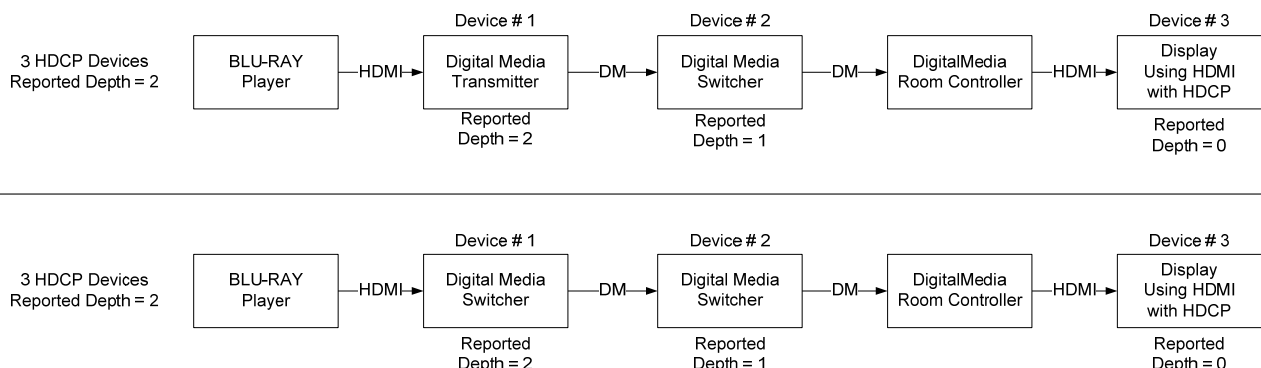 Device # 1
Device # 2
Device # 3
3 HDCP Devices
Reported Depth = 2
BLU-RAY
Player
HDMI
Digital Media
Transmitter
DM
Digital Media
Switcher
DM
DigitalMedia
Room Controller
HDMI
Display
Using HDMI
with HDCP
Reported
Depth = 2
Reported
Depth = 1
Reported
Depth = 0
Device # 1
Device # 2
Device # 3
3 HDCP Devices
Reported Depth = 2
BLU-RAY
Player
HDMI
Digital Media
Switcher
DM
Digital Media
Switcher
DM
DigitalMedia
Room Controller
HDMI
Display
Using HDMI
with HDCP
Reported
Depth = 2
Reported
Depth = 1
Reported
Depth = 0